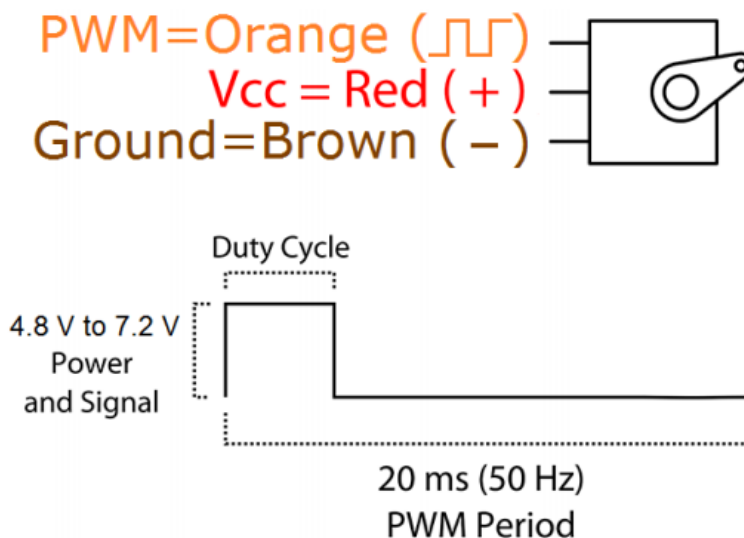 PWM=Orange (⎍⎍)
Vcc = Red ( + )
Ground=Brown ( − )
Duty Cycle
4.8 V to 7.2 V
Power
and Signal
20 ms (50 Hz)
PWM Period